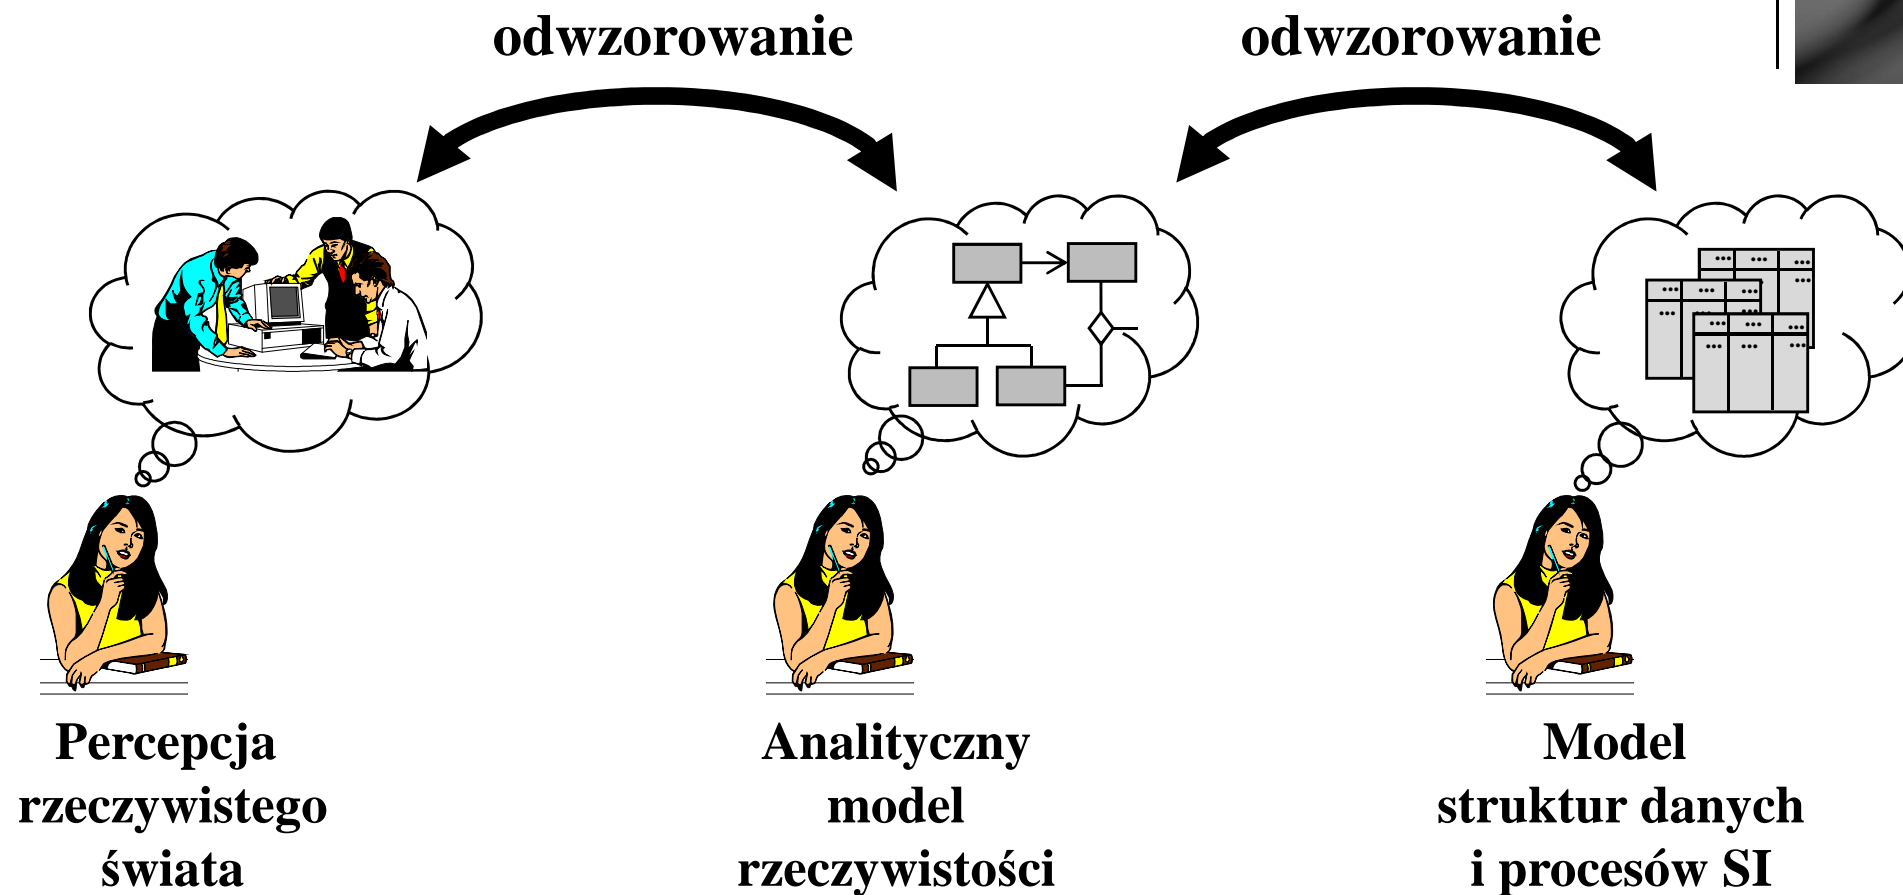 odwzorowanie
odwzorowanie
Percepcja
rzeczywistego
świata
Analityczny
model
rzeczywistości
Model
struktur danych
i procesów SI